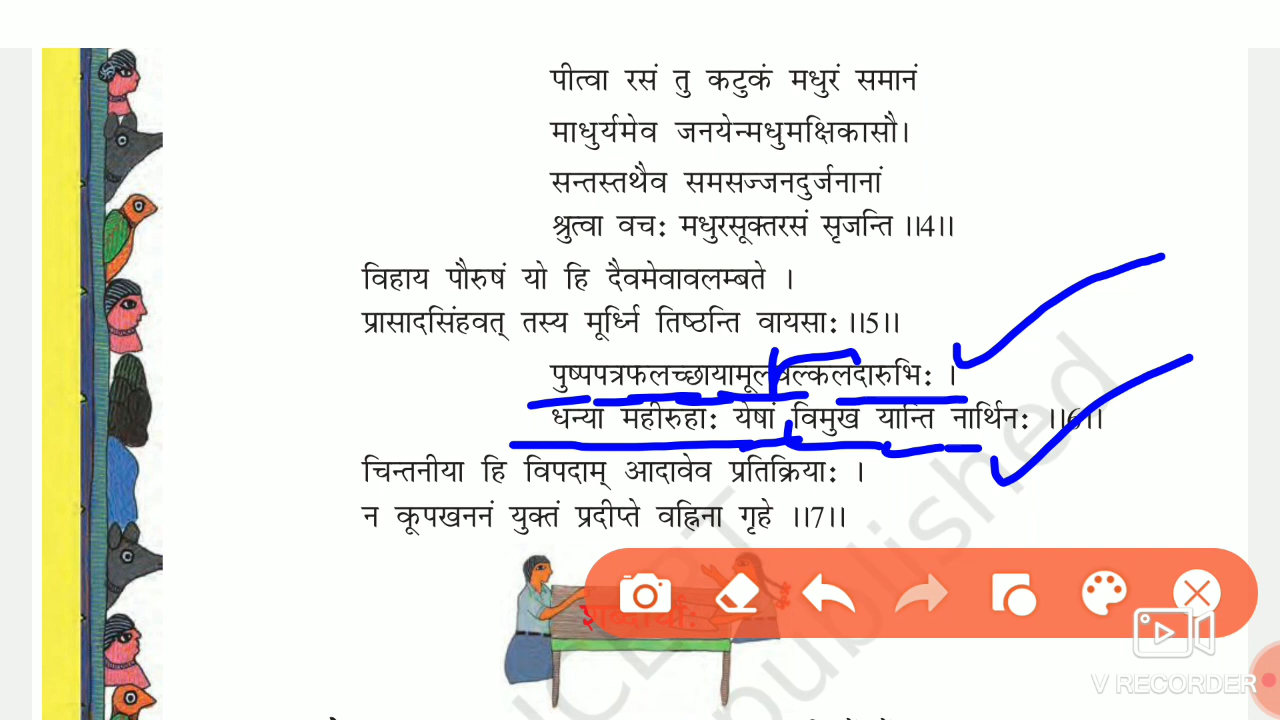 पीत्वा रसं तु कटुकं मधुरं समानं
माधुर्यमेव जनयेन्मधुमक्षिकासौ।
सन्तस्तथैव समसज्जनदुर्जनानां
श्रुत्वा वचः मधुरसूक्तरसं सृजन्ति ।।4।।
विहाय पौरुषं यो हि दैवमेवावलम्बते ।
प्रासादसिंहवत् तस्य मूर्ध्नि तिष्ठन्ति वायसाः ।।5।।
पुष्पपत्रफलच्छायामूलवल्कलदारुभिः ।
धन्या महीरुहाः येषां विमुख यान्ति नार्थिनः ।।6।।
चिन्तनीया हि विपदाम् आदावेव प्रतिक्रियाः ।
न कूपखननं युक्तं प्रदीप्ते वह्निना गृहे ।।7।।
शब्दार्थाः
V RECORDER